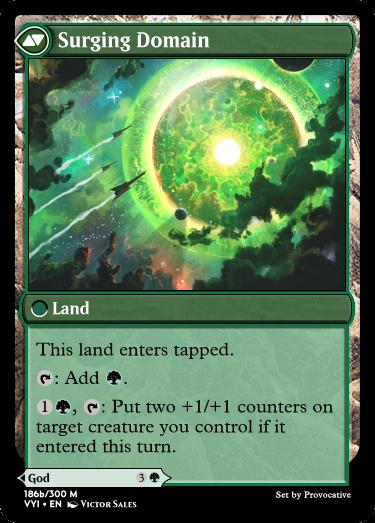 Surging Domain
Land
This land enters tapped.
: Add .
1 , : Put two +1/+1 counters on
target creature you control if it
entered this turn.
God 3
186b/300 M
VYI • EN VICTOR SALES
Set by Provocative